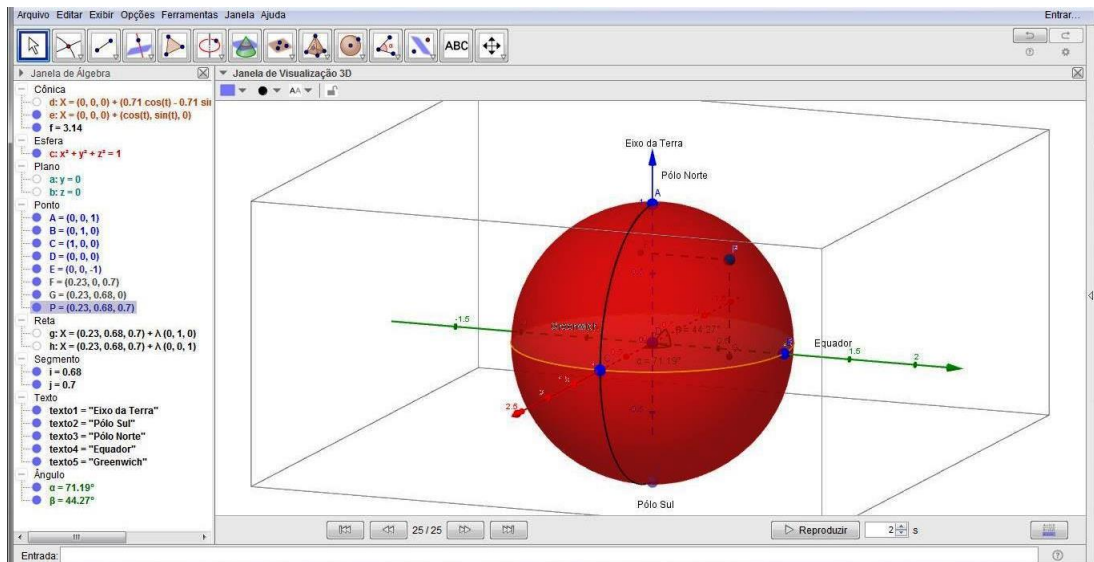 Arquivo Editar Exibir Opções Ferramentas Janela Ajuda
Entrar...
ABC
Janela de Álgebra
Cônica
d: X = (0, 0, 0) + (0.71 cos(t) - 0.71 sin
e: X = (0, 0, 0) + (cos(t), sin(t), 0)
f = 3.14
Esfera
c: x² + y² + z² = 1
Plano
a: y = 0
b: z = 0
Ponto
A = (0, 0, 1)
B = (0, 1, 0)
C = (1, 0, 0)
D = (0, 0, 0)
E = (0, 0, -1)
F = (0.23, 0, 0.7)
G = (0.23, 0.68, 0)
P = (0.23, 0.68, 0.7)
Reta
g: X = (0.23, 0.68, 0.7) + λ (0, 1, 0)
h: X = (0.23, 0.68, 0.7) + λ (0, 0, 1)
Segmento
i = 0.68
j = 0.7
Texto
texto1 = "Eixo da Terra"
texto2 = "Pólo Sul"
texto3 = "Pólo Norte"
texto4 = "Equador"
texto5 = "Greenwich"
Ângulo
α = 71.19°
β = 44.27°
Janela de Visualização 3D
AA
Eixo da Terra
Pólo Norte
A
-1.5
= 44.27°
α = 71.19°
Equador
1.5
2
2.5
Pólo Sul
25 / 25
Reproduzir
2
s
Entrada: